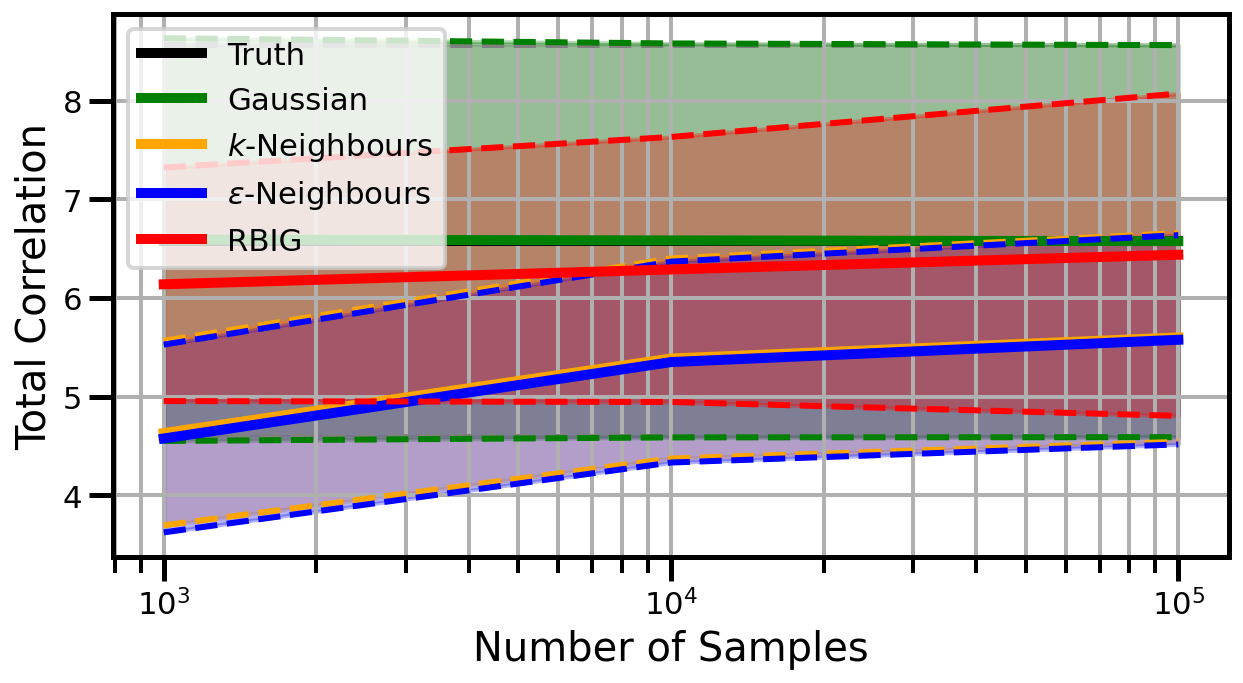 Truth
Gaussian
k-Neighbours
ε-Neighbours
RBIG
Total Correlation
8
7
6
5
4
10³
10⁴
10⁵
Number of Samples